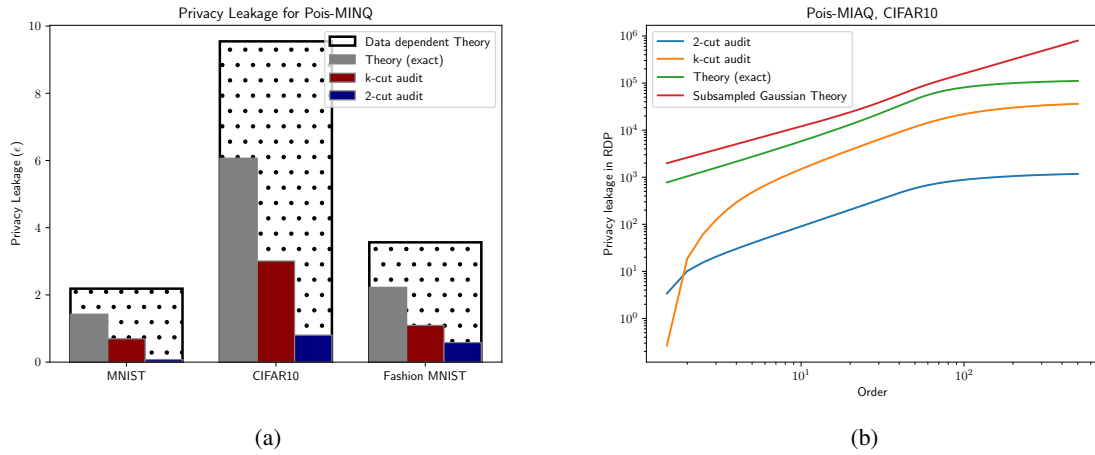 Privacy Leakage for Pois-MINQ
10
8
6
4
2
0
Privacy Leakage (ϵ)
Data dependent Theory
Theory (exact)
k-cut audit
2-cut audit
MNIST
CIFAR10
Fashion MNIST
(a)
Pois-MIAQ, CIFAR10
10^6
10^5
10^4
10^3
10^2
10^1
10^0
Privacy leakage in RDP
2-cut audit
k-cut audit
Theory (exact)
Subsampled Gaussian Theory
10^1
10^2
Order
(b)